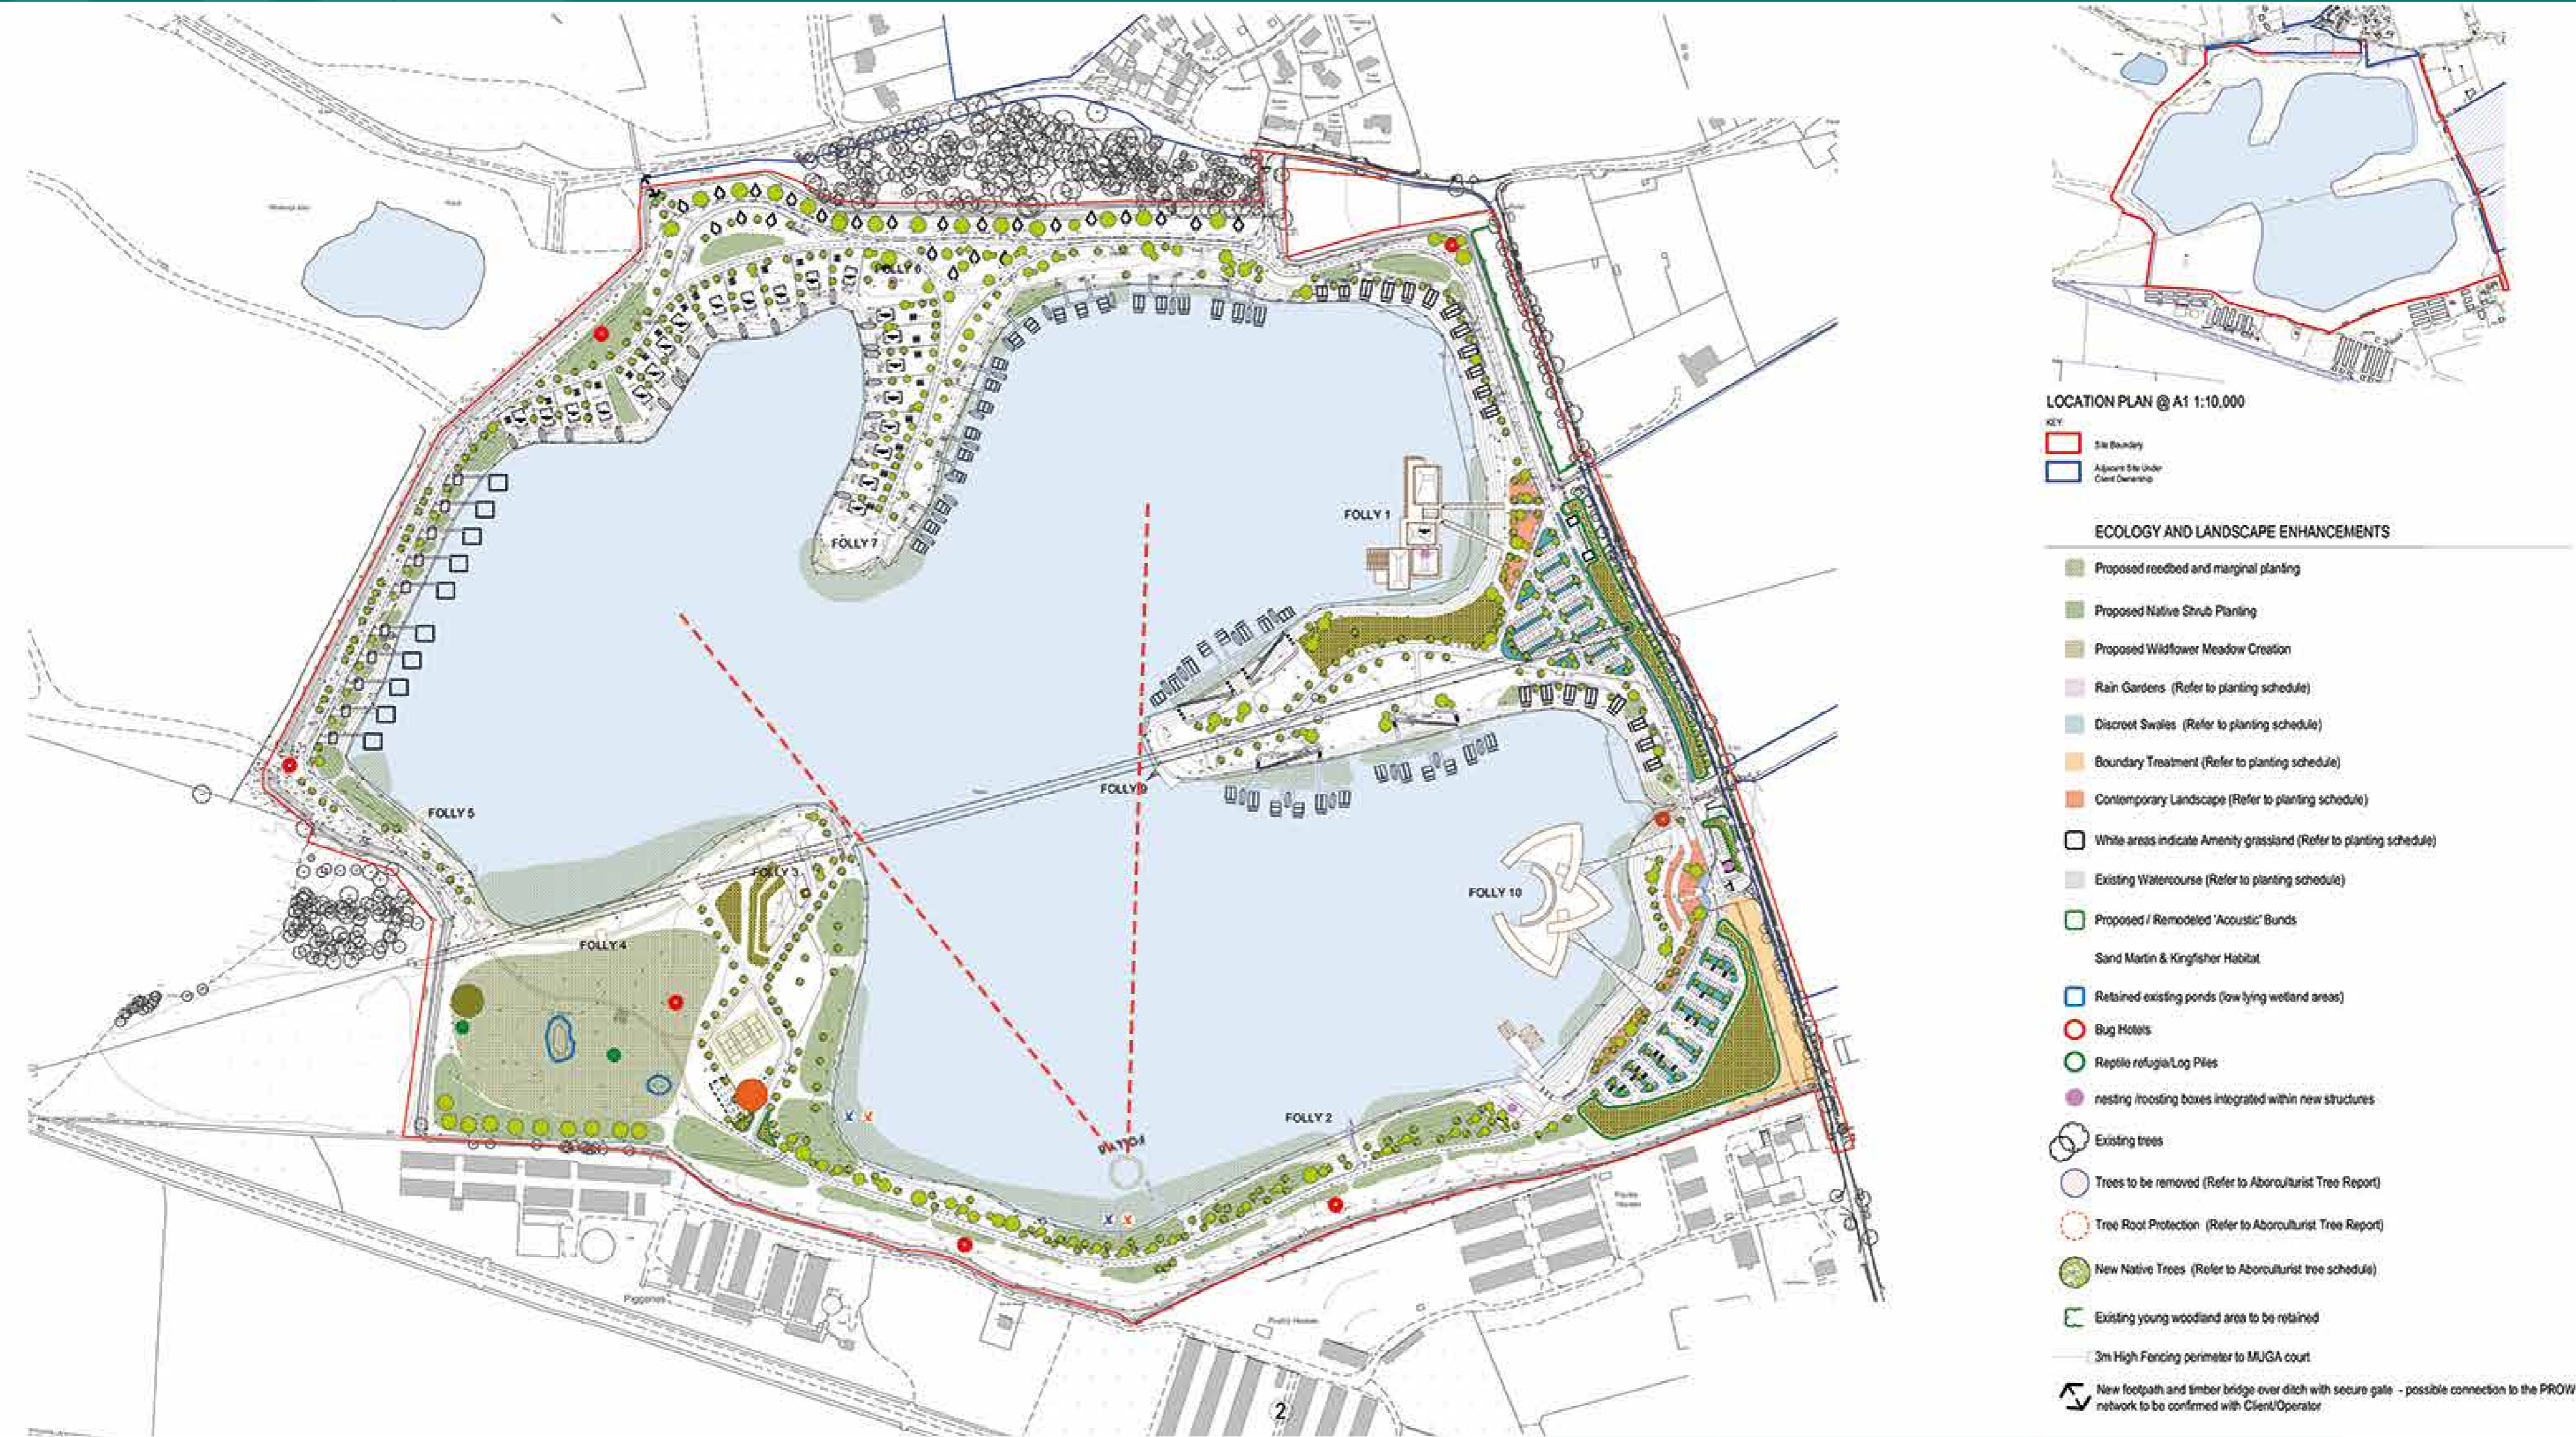 FOLLY 6
FOLLY 1
FOLLY 7
FOLLY 9
FOLLY 5
FOLLY 3
FOLLY 10
FOLLY 4
FOLLY 2
Piggeries
Poultry Houses
2
LOCATION PLAN @ A1 1:10,000
KEY:
Site Boundary
Adjacent Site Under
Client Ownership
ECOLOGY AND LANDSCAPE ENHANCEMENTS
Proposed reedbed and marginal planting
Proposed Native Shrub Planting
Proposed Wildflower Meadow Creation
Rain Gardens (Refer to planting schedule)
Discreet Swales (Refer to planting schedule)
Boundary Treatment (Refer to planting schedule)
Contemporary Landscape (Refer to planting schedule)
White areas indicate Amenity grassland (Refer to planting schedule)
Existing Watercourse (Refer to planting schedule)
Proposed / Remodeled 'Acoustic' Bunds
Sand Martin & Kingfisher Habitat
Retained existing ponds (low lying wetland areas)
Bug Hotels
Reptile refugia/Log Piles
nesting /roosting boxes integrated within new structures
Existing trees
Trees to be removed (Refer to Aborculturist Tree Report)
Tree Root Protection (Refer to Aborculturist Tree Report)
New Native Trees (Refer to Aborculturist tree schedule)
Existing young woodland area to be retained
3m High Fencing perimeter to MUGA court
New footpath and timber bridge over ditch with secure gate - possible connection to the PROW
network to be confirmed with Client/Operator